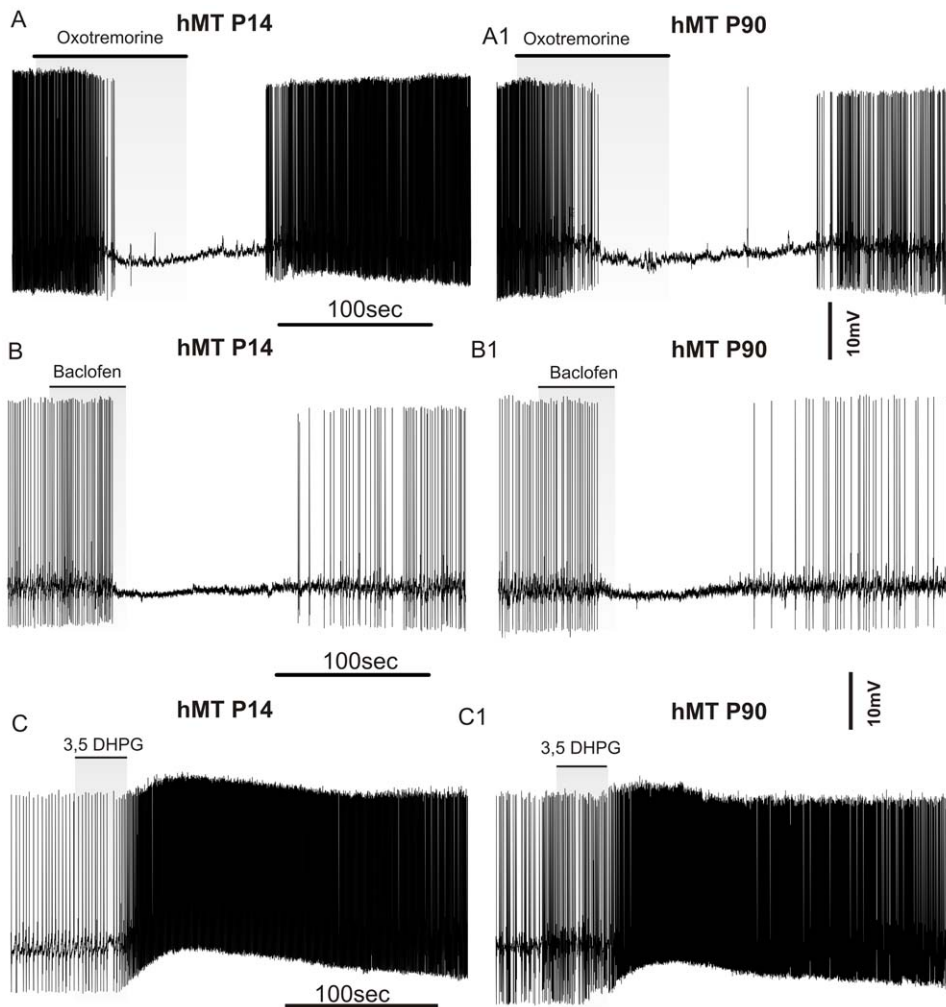 A
hMT P14
Oxotremorine
A1
hMT P90
Oxotremorine
100sec
10mV
B
hMT P14
Baclofen
B1
hMT P90
Baclofen
100sec
10mV
C
hMT P14
3,5 DHPG
C1
hMT P90
3,5 DHPG
100sec